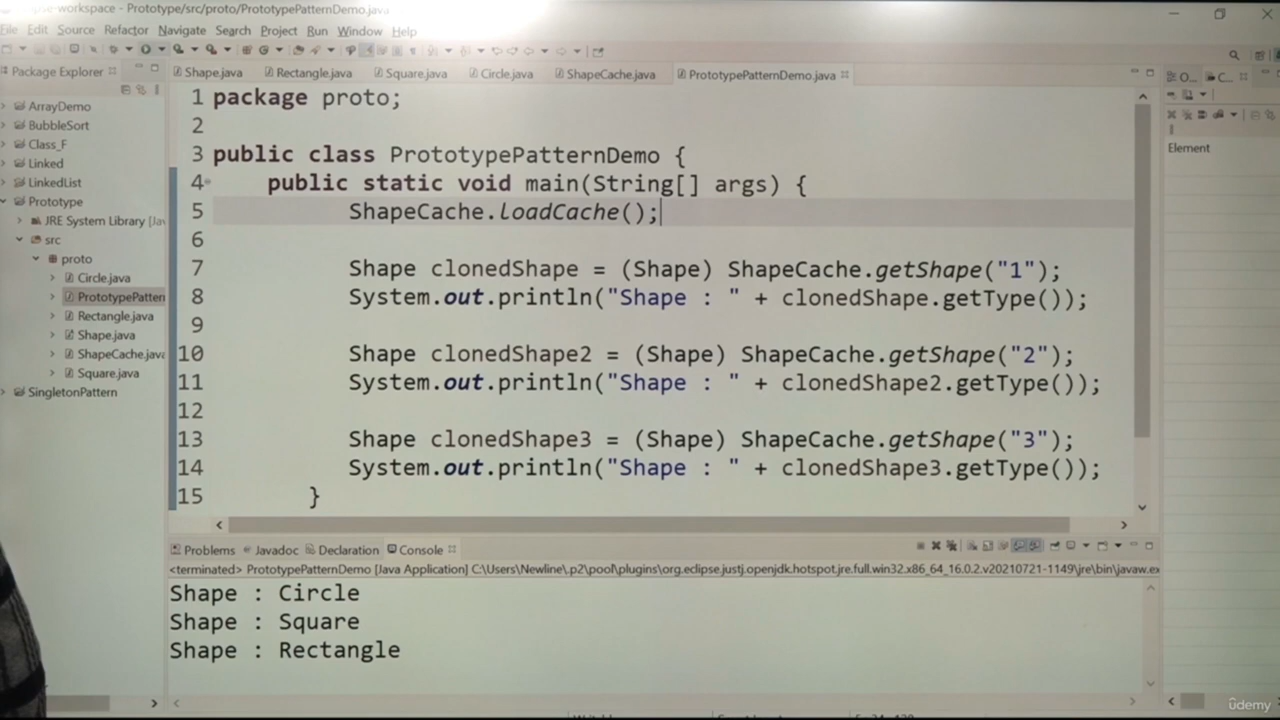 eclipse-workspace - Prototype/src/proto/PrototypePatternDemo.java
File Edit Source Refactor Navigate Search Project Run Window Help
Package Explorer
Shape.java Rectangle.java Square.java Circle.java ShapeCache.java PrototypePatternDemo.java
O... C...
ArrayDemo
BubbleSort
Class_F
Linked
LinkedList
Prototype
JRE System Library [Jav
src
proto
Circle.java
PrototypePattern
Rectangle.java
Shape.java
ShapeCache.java
Square.java
SingletonPattern
1 package proto;
2
3 public class PrototypePatternDemo {
4 public static void main(String[] args) {
5 ShapeCache.loadCache();
6
7 Shape clonedShape = (Shape) ShapeCache.getShape("1");
8 System.out.println("Shape : " + clonedShape.getType());
9
10 Shape clonedShape2 = (Shape) ShapeCache.getShape("2");
11 System.out.println("Shape : " + clonedShape2.getType());
12
13 Shape clonedShape3 = (Shape) ShapeCache.getShape("3");
14 System.out.println("Shape : " + clonedShape3.getType());
15 }
Element
Problems Javadoc Declaration Console
<terminated> PrototypePatternDemo [Java Application] C:\Users\Newline\.p2\pool\plugins\org.eclipse.justj.openjdk.hotspot.jre.full.win32.x86_64_16.0.2.v20210721-1149\jre\bin\javaw.ex
Shape : Circle
Shape : Square
Shape : Rectangle
ûdemy